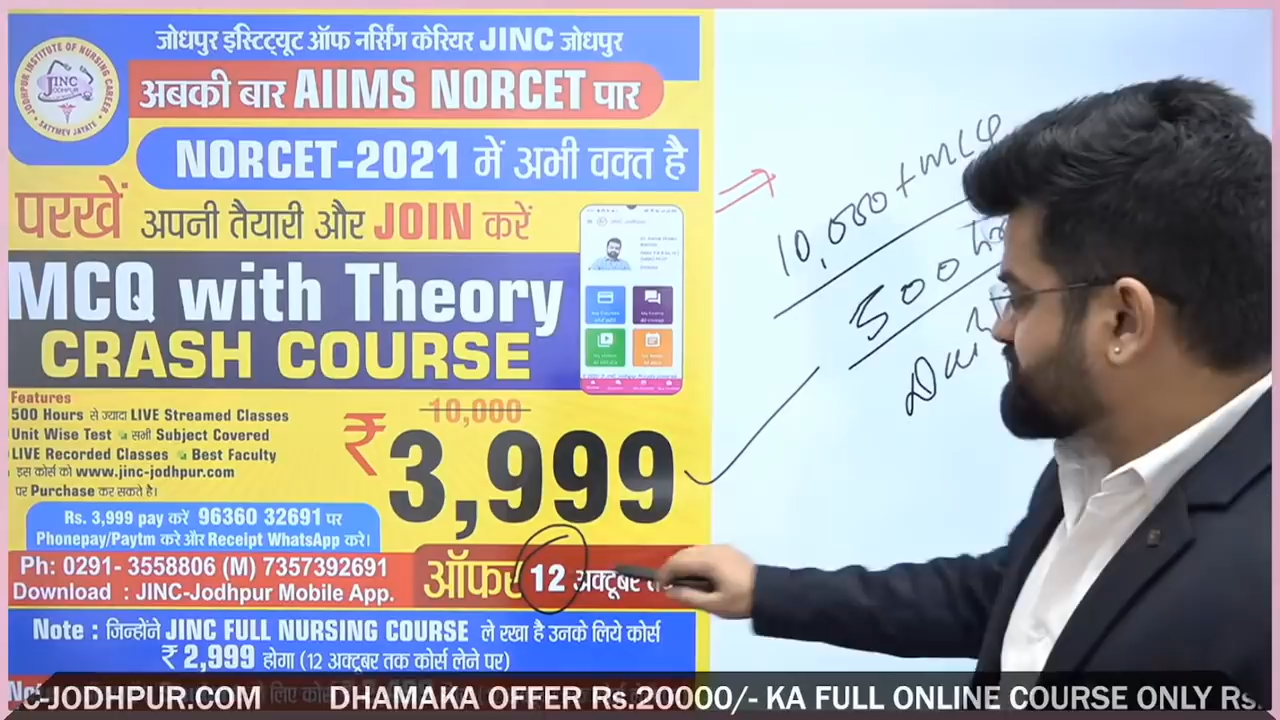 जोधपुर इंस्टिट्यूट ऑफ नर्सिंग केरियर JINC जोधपुर
JODHPUR INSTITUTE OF NURSING CAREER
JINC
JODHPUR
SATTMEV JAYATE
अबकी बार AIIMS NORCET पार
NORCET-2021 में अभी वक्त है
परखें अपनी तैयारी और JOIN करें
MCQ with Theory
CRASH COURSE
Features
500 Hours से ज्यादा LIVE Streamed Classes
Unit Wise Test सभी Subject Covered
LIVE Recorded Classes Best Faculty
इस कोर्स को www.jinc-jodhpur.com
पर Purchase कर सकते है।
10,000
₹ 3,999
Rs. 3,999 pay करें 96360 32691 पर
Phonepay/Paytm करे और Receipt WhatsApp करे।
Ph: 0291- 3558806 (M) 7357392691
Download : JINC-Jodhpur Mobile App.
ऑफर 12 अक्टूबर
Note : जिन्होंने JINC FULL NURSING COURSE ले रखा है उनके लिये कोर्स
₹ 2,999 होगा (12 अक्टूबर तक कोर्स लेने पर)
10,000 + MCQ
500
-JODHPUR.COM DHAMAKA OFFER Rs.20000/- KA FULL ONLINE COURSE ONLY Rs.